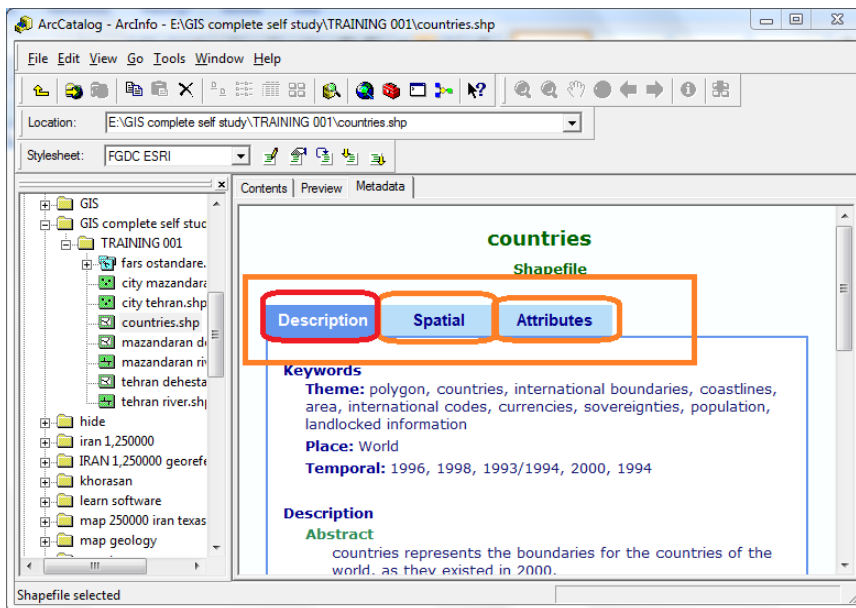 ArcCatalog - ArcInfo - E:\GIS complete self study\TRAINING 001\countries.shp
File Edit View Go Tools Window Help
Location: E:\GIS complete self study\TRAINING 001\countries.shp
Stylesheet: FGDC ESRI
GIS
GIS complete self stuc
TRAINING 001
fars ostandare.
city mazandara
city tehran.shp
countries.shp
mazandaran de
mazandaran riv
tehran dehesta
tehran river.shp
hide
iran 1,250000
IRAN 1,250000 georefe
khorasan
learn software
map 250000 iran texas
map geology
Contents Preview Metadata
countries
Shapefile
Description Spatial Attributes
Keywords
Theme: polygon, countries, international boundaries, coastlines,
area, international codes, currencies, sovereignties, population,
landlocked information
Place: World
Temporal: 1996, 1998, 1993/1994, 2000, 1994
Description
Abstract
countries represents the boundaries for the countries of the
world, as they existed in 2000.
Shapefile selected